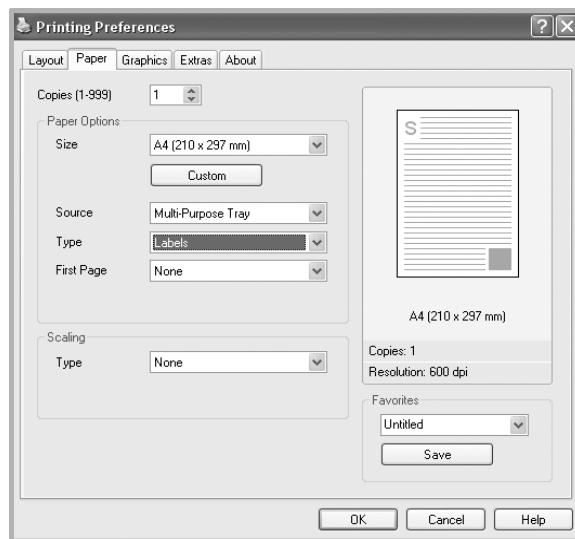 Printing Preferences
Layout Paper Graphics Extras About
Copies (1-999) 1
Paper Options
Size A4 (210 x 297 mm)
Custom
Source Multi-Purpose Tray
Type Labels
First Page None
Scaling
Type None
S
A4 (210 x 297 mm)
Copies: 1
Resolution: 600 dpi
Favorites
Untitled
Save
OK Cancel Help